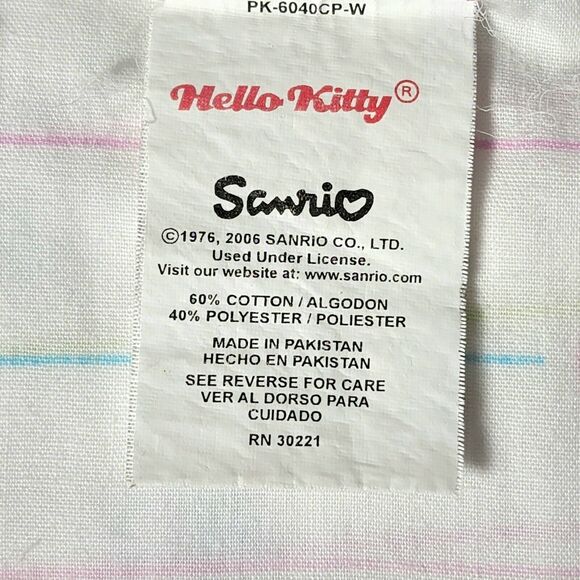 PK-6040CP-W
Hello Kitty®
Sanrio
©1976, 2006 SANRIO CO., LTD.
Used Under License.
Visit our website at: www.sanrio.com
60% COTTON / ALGODON
40% POLYESTER / POLIESTER
MADE IN PAKISTAN
HECHO EN PAKISTAN
SEE REVERSE FOR CARE
VER AL DORSO PARA
CUIDADO
RN 30221